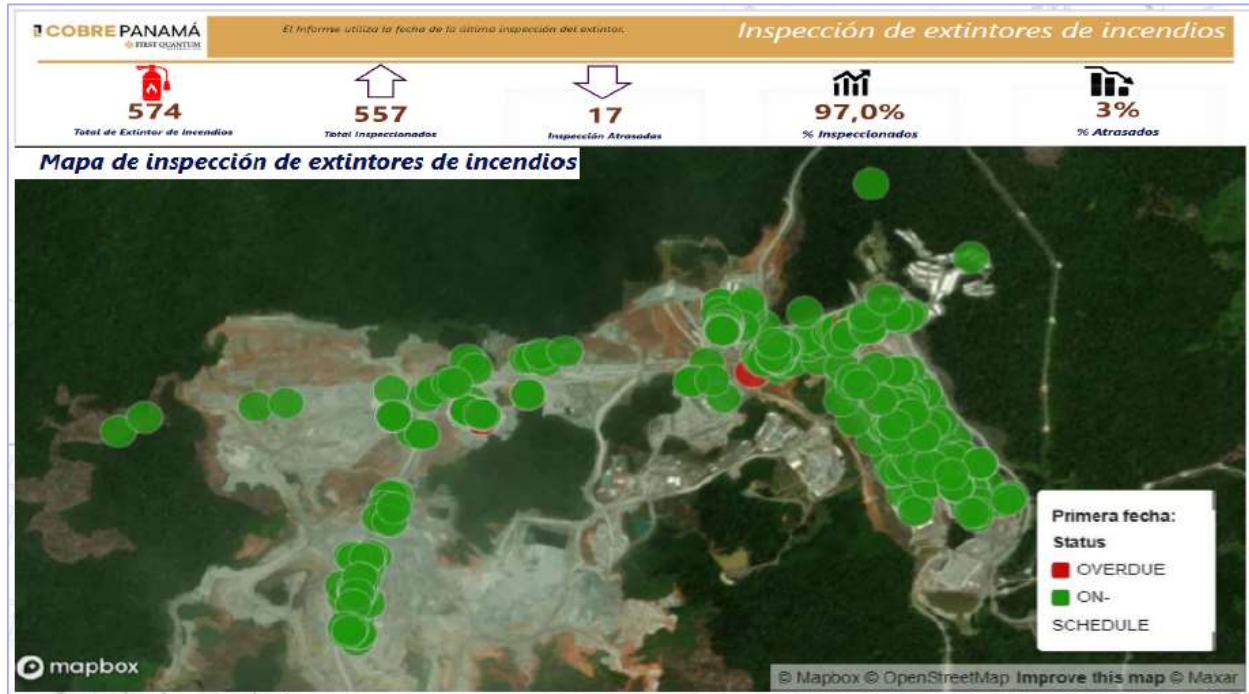 COBRE PANAMÁ
FIRST QUANTUM
El Informe utiliza la fecha de la última inspección del extintor.
Inspección de extintores de incendios
574
Total de Extintor de incendios
557
Total Inspeccionados
17
Inspección Atrasadas
97,0%
% Inspeccionados
3%
% Atrasados
Mapa de inspección de extintores de incendios
Primera fecha:
Status
OVERDUE
ON-
SCHEDULE
mapbox
© Mapbox © OpenStreetMap Improve this map © Maxar